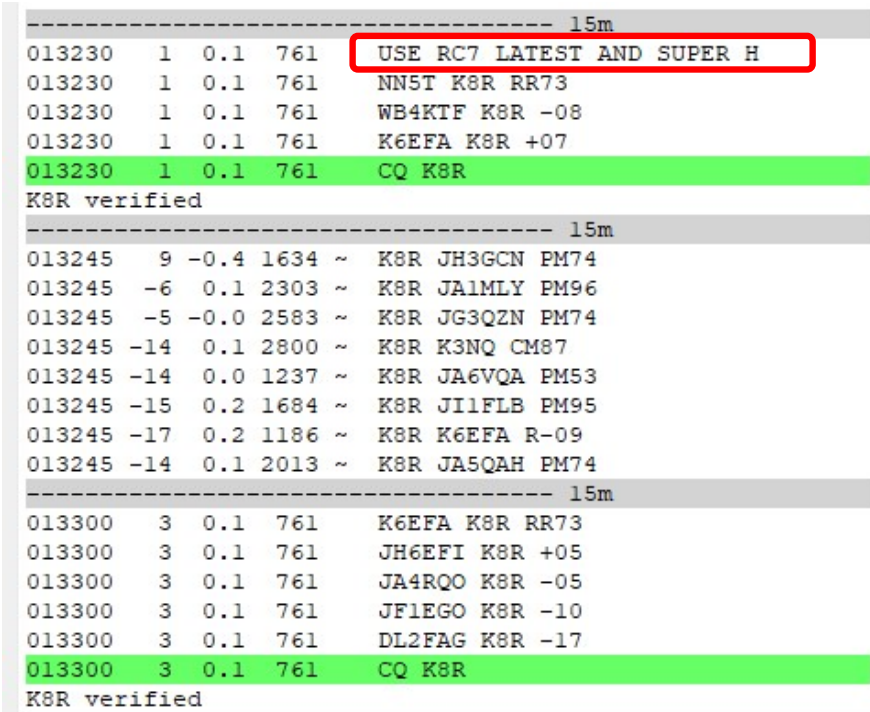 ------------------------------------ 15m
013230 1 0.1 761 USE RC7 LATEST AND SUPER H
013230 1 0.1 761 NN5T K8R RR73
013230 1 0.1 761 WB4KTF K8R -08
013230 1 0.1 761 K6EFA K8R +07
013230 1 0.1 761 CQ K8R
K8R verified
------------------------------------ 15m
013245 9 -0.4 1634 ~ K8R JH3GCN PM74
013245 -6 0.1 2303 ~ K8R JA1MLY PM96
013245 -5 -0.0 2583 ~ K8R JG3QZN PM74
013245 -14 0.1 2800 ~ K8R K3NQ CM87
013245 -14 0.0 1237 ~ K8R JA6VQA PM53
013245 -15 0.2 1684 ~ K8R JI1FLB PM95
013245 -17 0.2 1186 ~ K8R K6EFA R-09
013245 -14 0.1 2013 ~ K8R JA5QAH PM74
------------------------------------ 15m
013300 3 0.1 761 K6EFA K8R RR73
013300 3 0.1 761 JH6EFI K8R +05
013300 3 0.1 761 JA4RQO K8R -05
013300 3 0.1 761 JF1EGO K8R -10
013300 3 0.1 761 DL2FAG K8R -17
013300 3 0.1 761 CQ K8R
K8R verified